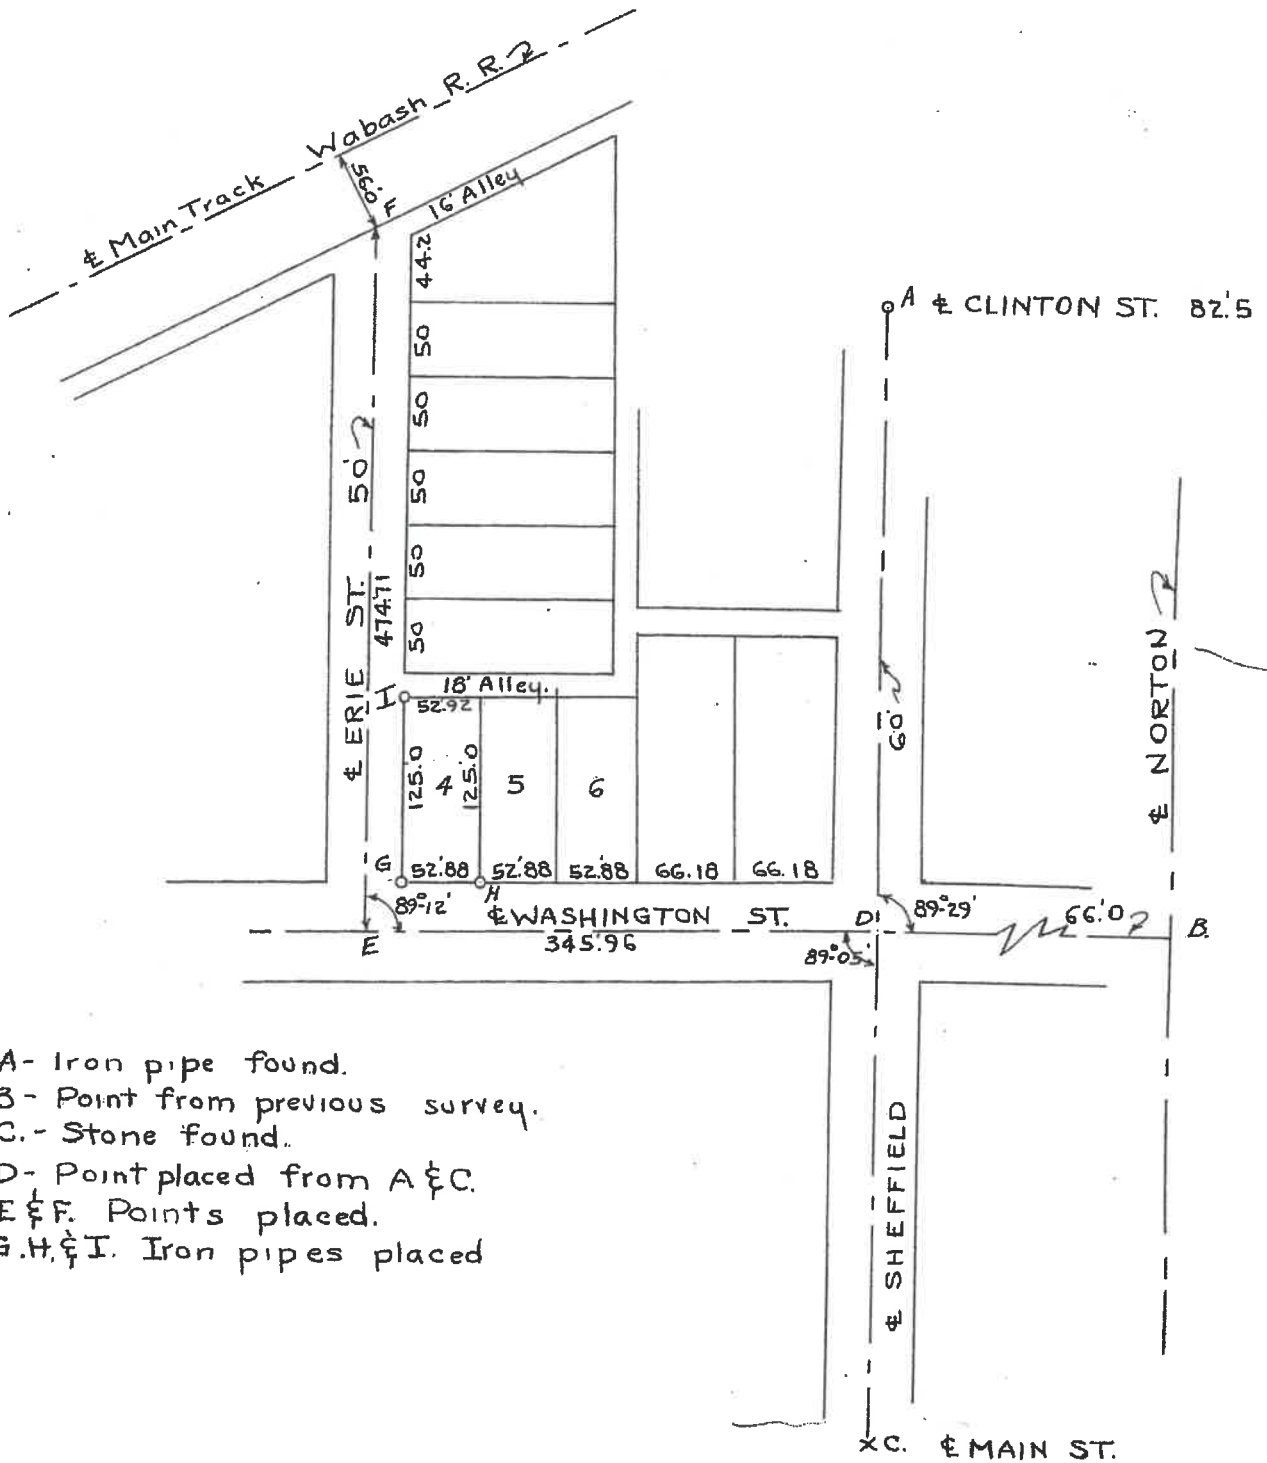 ℄ Main Track Wabash R. R.
56.0'
F
16' Alley
44.2
50
50
50
50
50
℄ ERIE ST. 50'
474.71
A ℄ CLINTON ST. 82.'5
60'
℄ NORTON
I
18' Alley.
52.92
125.0
4
125.0
5
6
G
52.'88
52.'88
52.'88
66.18
66.18
H
89°-12'
℄ WASHINGTON ST.
D
89°-29'
66.'0
B.
E
345.'96
89°-05'
A- Iron pipe found.
B- Point from previous survey.
C.- Stone found.
D- Point placed from A & C.
E & F. Points placed.
G.H. & I. Iron pipes placed
℄ SHEFFIELD
C. ℄ MAIN ST.